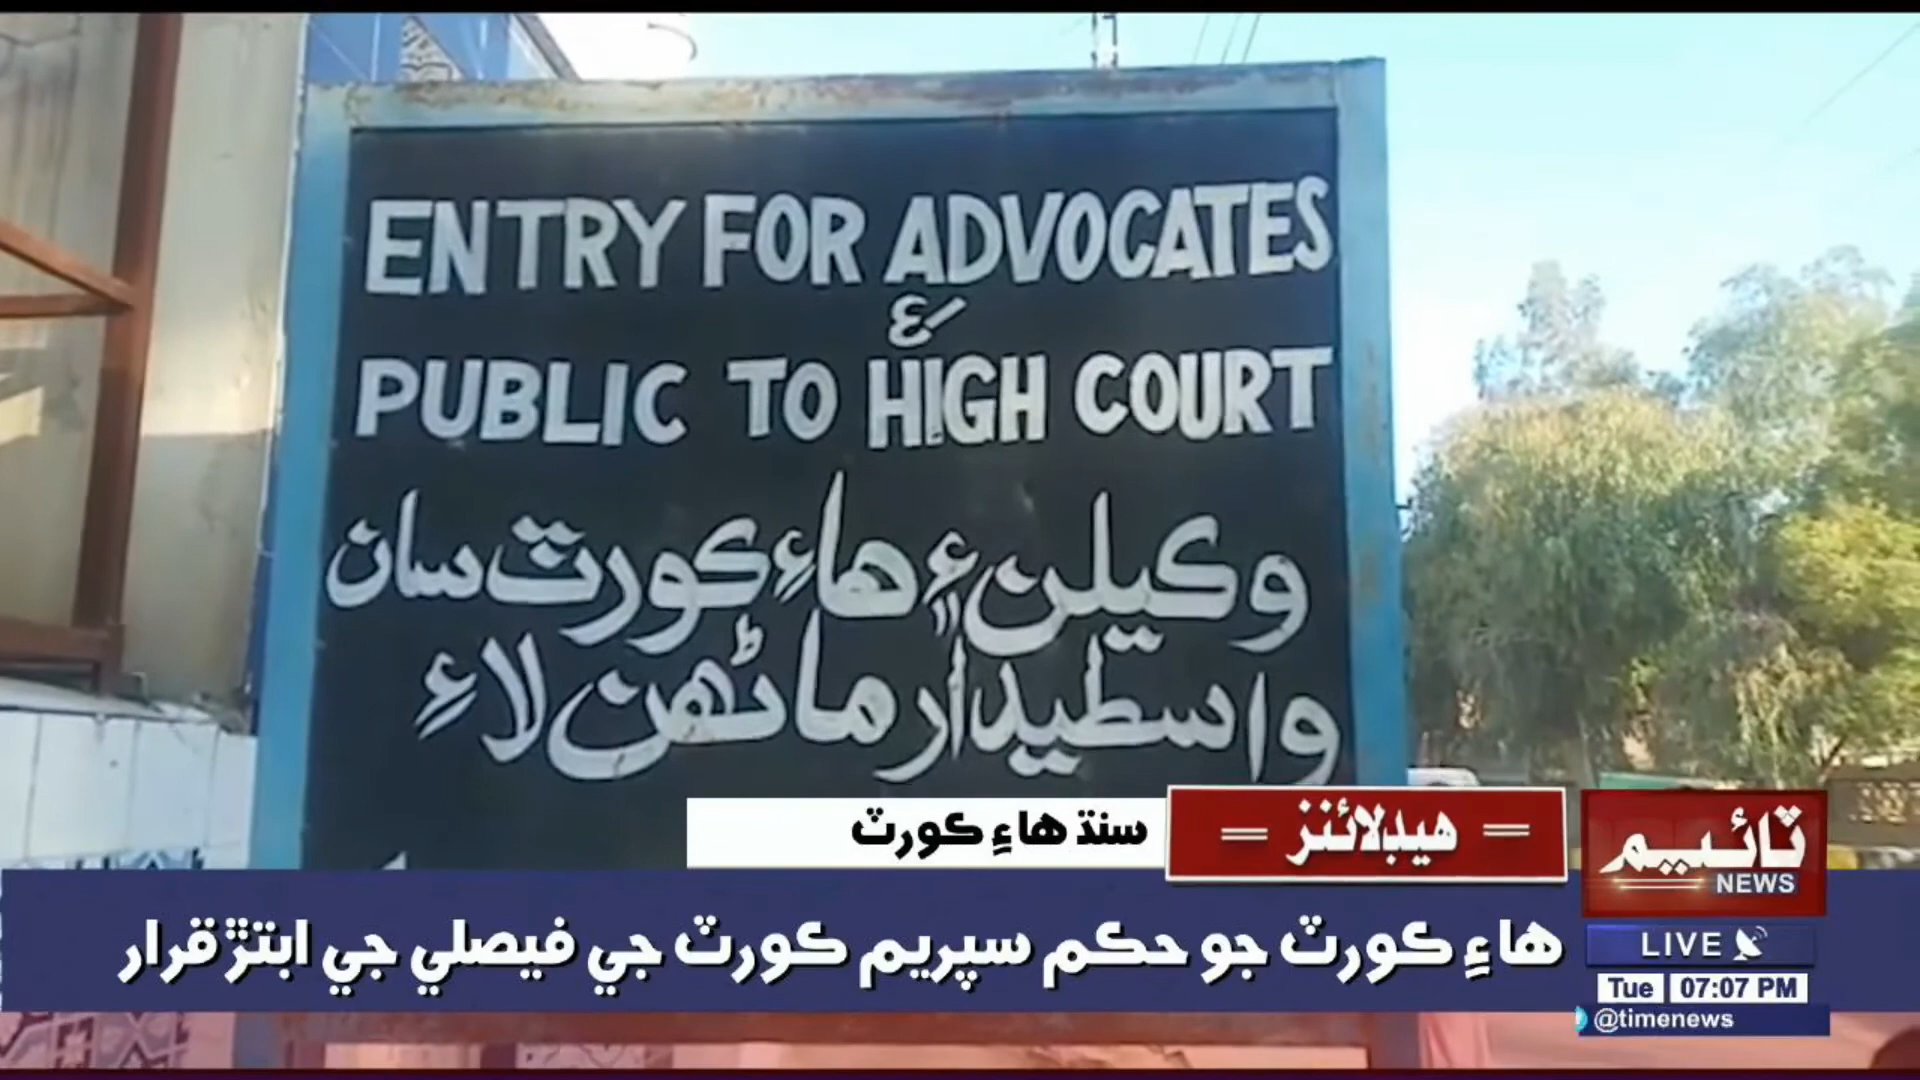 ENTRY FOR ADVOCATES
؍۽
PUBLIC TO HIGH COURT
وڪيلن ۽ هاءِ ڪورٽ سان
واسطيدار ماڻهن لاءِ
سنڌ هاءِ ڪورٽ
هيڊلائنز
ٽائيم
NEWS
هاءِ ڪورٽ جو حڪم سپريم ڪورٽ جي فيصلي جي ابتڙ قرار
LIVE
Tue 07:07 PM
@timenews